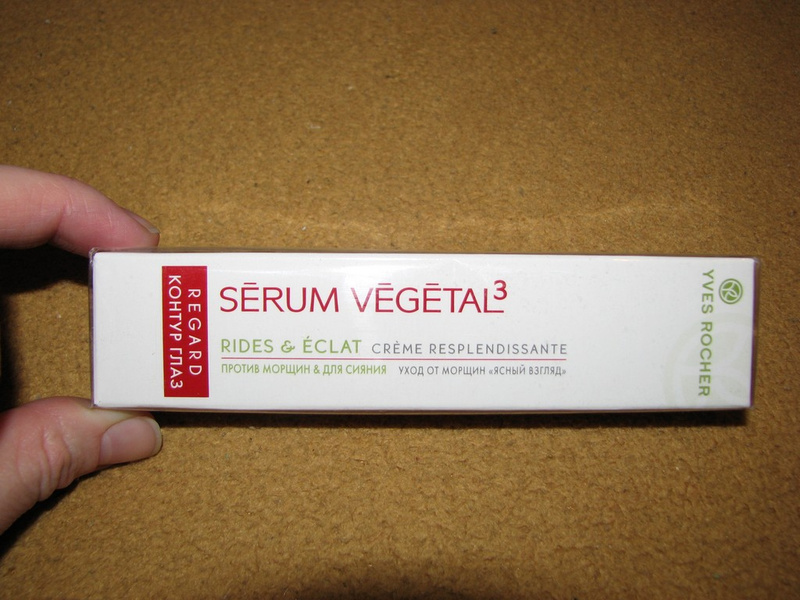 REGARD
КОНТУР ГЛАЗ
SĒRUM VĒGĒTAL³
RIDES & ÉCLAT CRÈME RESPLENDISSANTE
ПРОТИВ МОРЩИН & ДЛЯ СИЯНИЯ УХОД ОТ МОРЩИН «ЯСНЫЙ ВЗГЛЯД»
YVES ROCHER